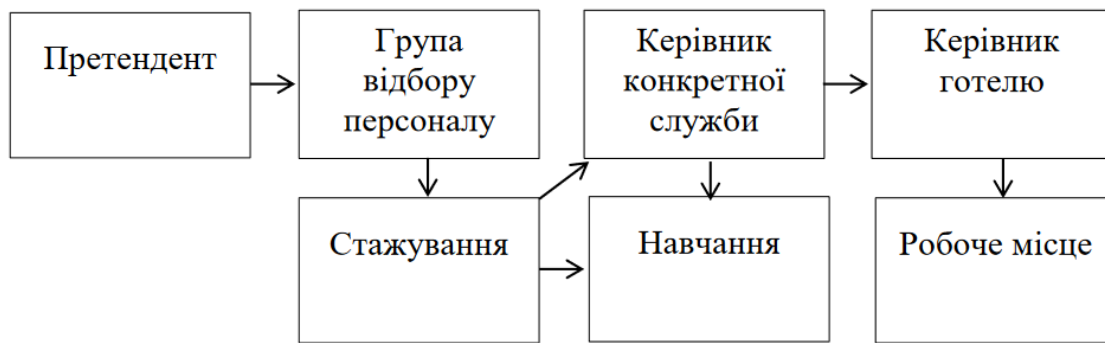 Претендент
Група
відбору
персоналу
Керівник
конкретної
служби
Керівник
готелю
Стажування
Навчання
Робоче місце